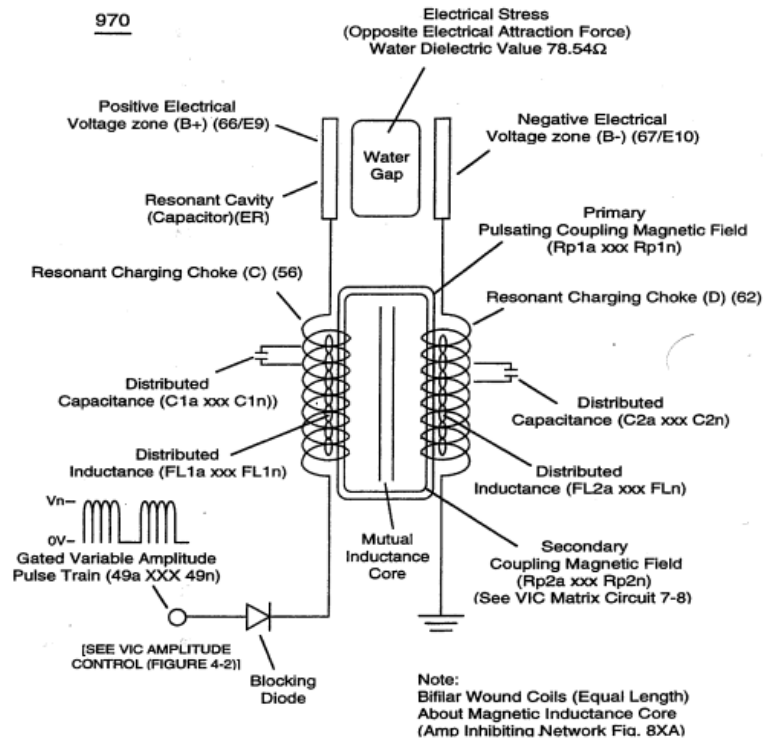 970
Electrical Stress
(Opposite Electrical Attraction Force)
Water Dielectric Value 78.54Ω
Positive Electrical
Voltage zone (B+) (66/E9)
Negative Electrical
Voltage zone (B-) (67/E10)
Water
Gap
Resonant Cavity
(Capacitor)(ER)
Primary
Pulsating Coupling Magnetic Field
(Rp1a xxx Rp1n)
Resonant Charging Choke (C) (56)
Resonant Charging Choke (D) (62)
Distributed
Capacitance (C1a xxx C1n))
Distributed
Capacitance (C2a xxx C2n)
Distributed
Inductance (FL1a xxx FL1n)
Distributed
Inductance (FL2a xxx FLn)
Vn
0V
Gated Variable Amplitude
Pulse Train (49a XXX 49n)
Mutual
Inductance
Core
Secondary
Coupling Magnetic Field
(Rp2a xxx Rp2n)
(See VIC Matrix Circuit 7-8)
[SEE VIC AMPLITUDE
CONTROL (FIGURE 4-2)]
Blocking
Diode
Note:
Bifilar Wound Coils (Equal Length)
About Magnetic Inductance Core
(Amp Inhibiting Network Fig. 8XA)